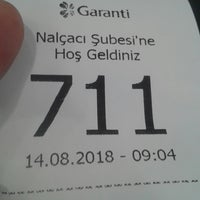 Garanti
Nalçacı Şubesi'ne
Hoş Geldiniz
711
14.08.2018 - 09:04